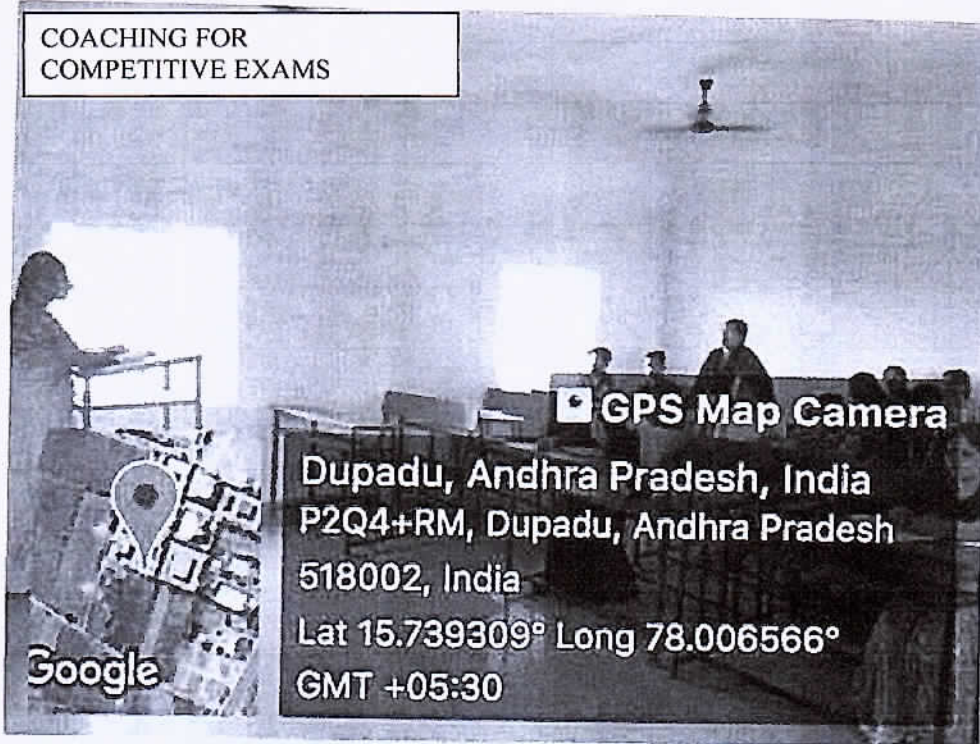 COACHING FOR
COMPETITIVE EXAMS
GPS Map Camera
Dupadu, Andhra Pradesh, India
P2Q4+RM, Dupadu, Andhra Pradesh
518002, India
Lat 15.739309° Long 78.006566°
GMT +05:30
Google